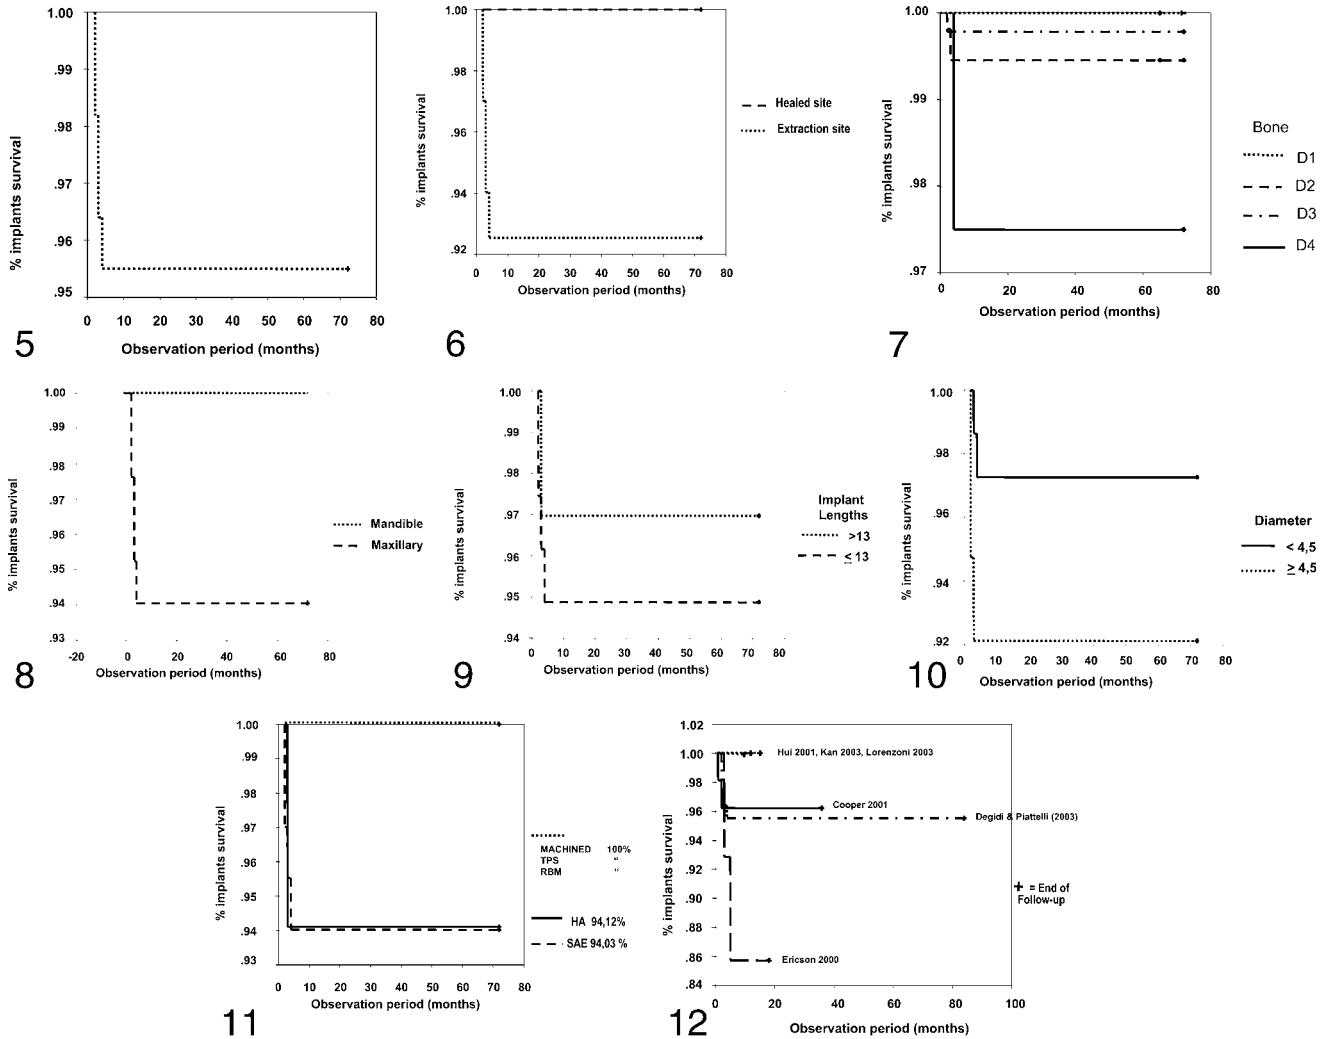 1.00
.99
.98
.97
.96
.95
% implants survival
0 10 20 30 40 50 60 70 80
Observation period (months)
5
1.00
.98
.96
.94
.92
% implants survival
0 10 20 30 40 50 60 70 80
Observation period (months)
6
Healed site
Extraction site
1.00
.99
.98
.97
% implants survival
0 20 40 60 80
Observation period (months)
7
Bone
D1
D2
D3
D4
1.00
.99
.98
.97
.96
.95
.94
.93
% implants survival
-20 0 20 40 60 80
Observation period (months)
8
Mandible
Maxillary
1.00
.99
.98
.97
.96
.95
.94
% implants survival
0 10 20 30 40 50 60 70 80
Observation period (months)
9
Implant
Lengths
>13
≤ 13
1.00
.98
.96
.94
.92
% implants survival
0 10 20 30 40 50 60 70 80
Observation period (months)
10
Diameter
< 4,5
≥ 4,5
1.00
.99
.98
.97
.96
.95
.94
.93
% implants survival
0 10 20 30 40 50 60 70 80
Observation period (months)
11
MACHINED 100%
TPS “
RBM “
HA 94,12%
SAE 94,03 %
1.02
1.00
.98
.96
.94
.92
.90
.88
.86
.84
% implants survival
0 20 40 60 80 100
Observation period (months)
12
Hui 2001, Kan 2003, Lorenzoni 2003
Cooper 2001
Degidi & Piattelli (2003)
Ericson 2000
+ = End of
Follow-up